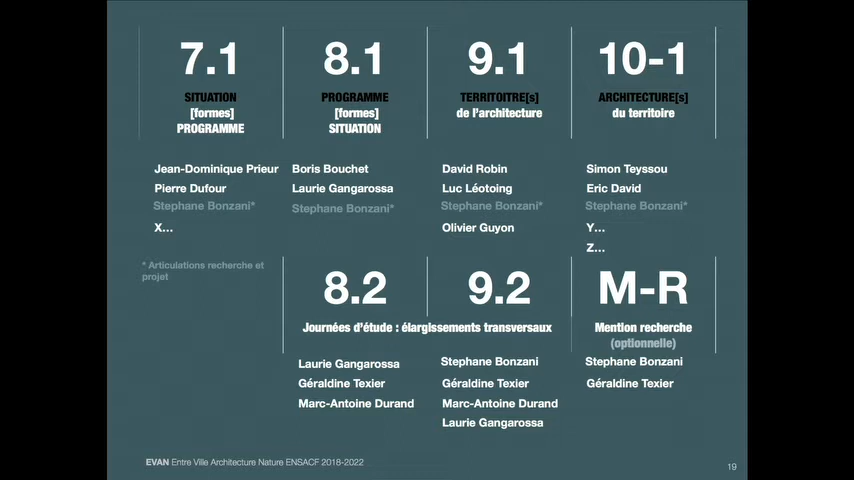 7.1
SITUATION
[formes]
PROGRAMME
8.1
PROGRAMME
[formes]
SITUATION
9.1
TERRITOITRE[s]
de l'architecture
10-1
ARCHITECTURE[s]
du territoire
Jean-Dominique Prieur
Pierre Dufour
Stephane Bonzani*
X...
Boris Bouchet
Laurie Gangarossa
Stephane Bonzani*
David Robin
Luc Léotoing
Stephane Bonzani*
Olivier Guyon
Simon Teyssou
Eric David
Stephane Bonzani*
Y...
Z...
* Articulations recherche et
projet
8.2
9.2
Journées d'étude : élargissements transversaux
M-R
Mention recherche
(optionnelle)
Laurie Gangarossa
Géraldine Texier
Marc-Antoine Durand
Stephane Bonzani
Géraldine Texier
Marc-Antoine Durand
Laurie Gangarossa
Stephane Bonzani
Géraldine Texier
EVAN Entre Ville Architecture Nature ENSACF 2018-2022
19